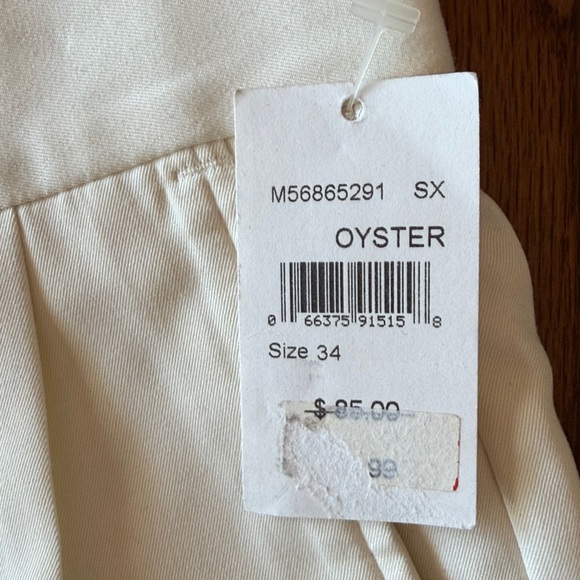 M56865291 SX
OYSTER
0 66375 91515 8
Size 34
$ 85.00
99